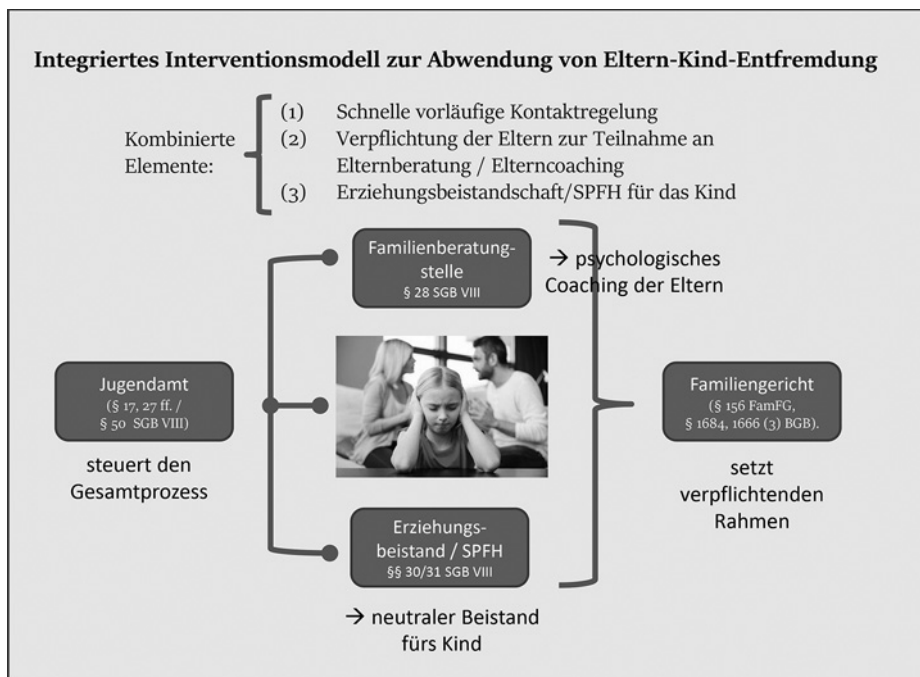 Integriertes Interventionsmodell zur Abwendung von Eltern-Kind-Entfremdung
Kombinierte
Elemente:
(1) Schnelle vorläufige Kontaktregelung
(2) Verpflichtung der Eltern zur Teilnahme an
Elternberatung / Elterncoaching
(3) Erziehungsbeistandschaft/SPFH für das Kind
Familienberatung-
stelle
§ 28 SGB VIII
→ psychologisches
Coaching der Eltern
Jugendamt
(§ 17, 27 ff. /
§ 50 SGB VIII)
steuert den
Gesamtprozess
Familiengericht
(§ 156 FamFG,
§ 1684, 1666 (3) BGB).
setzt
verpflichtenden
Rahmen
Erziehungs-
beistand / SPFH
§§ 30/31 SGB VIII
→ neutraler Beistand
fürs Kind